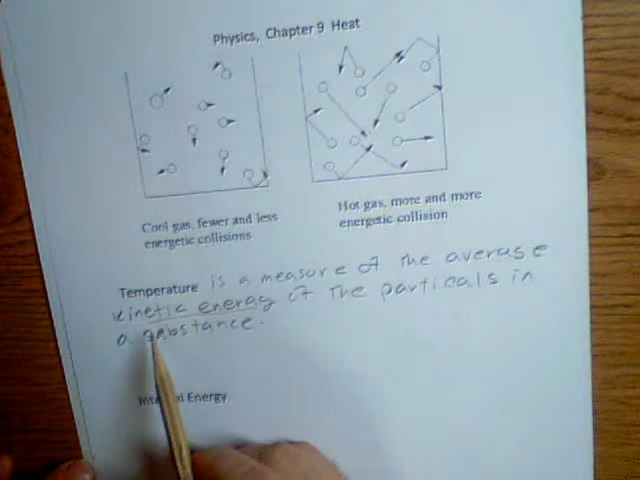 Physics, Chapter 9 Heat
Cool gas, fewer and less
energetic collisions
Hot gas, more and more
energetic collision
Temperature is a measure of the average
kinetic energy of the particals in
a substance.
Energy